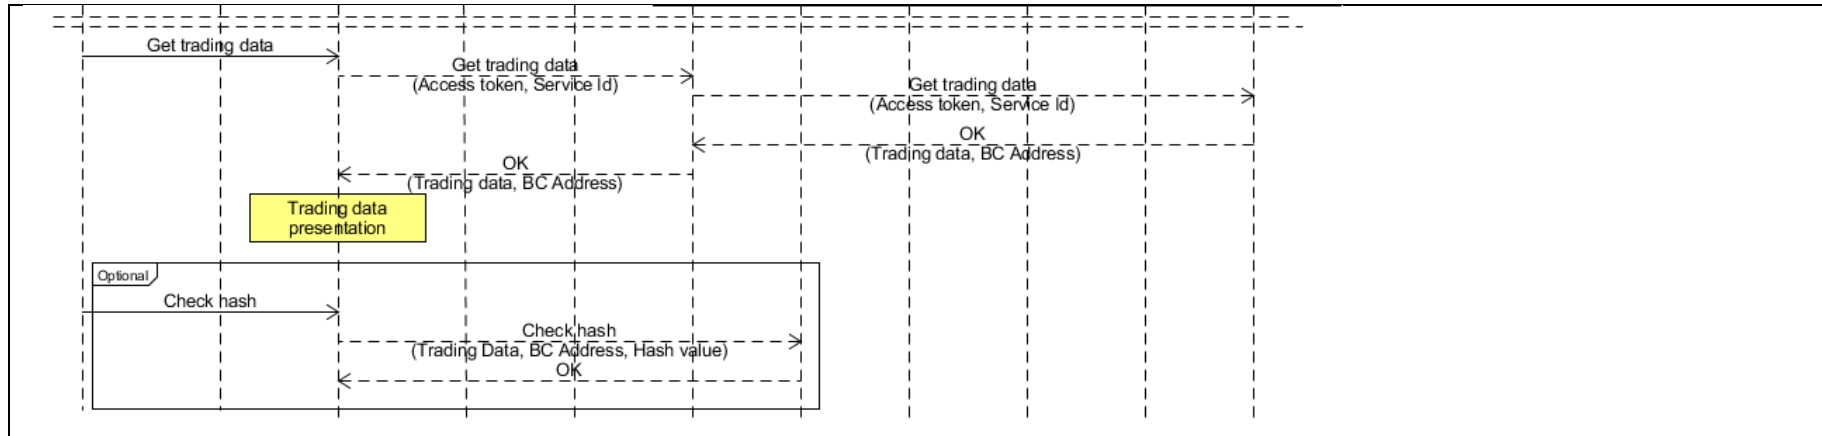 Get trading data
Get trading data
(Access token, Service Id)
Get trading data
(Access token, Service Id)
OK
(Trading data, BC Address)
OK
(Trading data, BC Address)
Trading data
presentation
Optional
Check hash
Check hash
(Trading Data, BC Address, Hash value)
OK